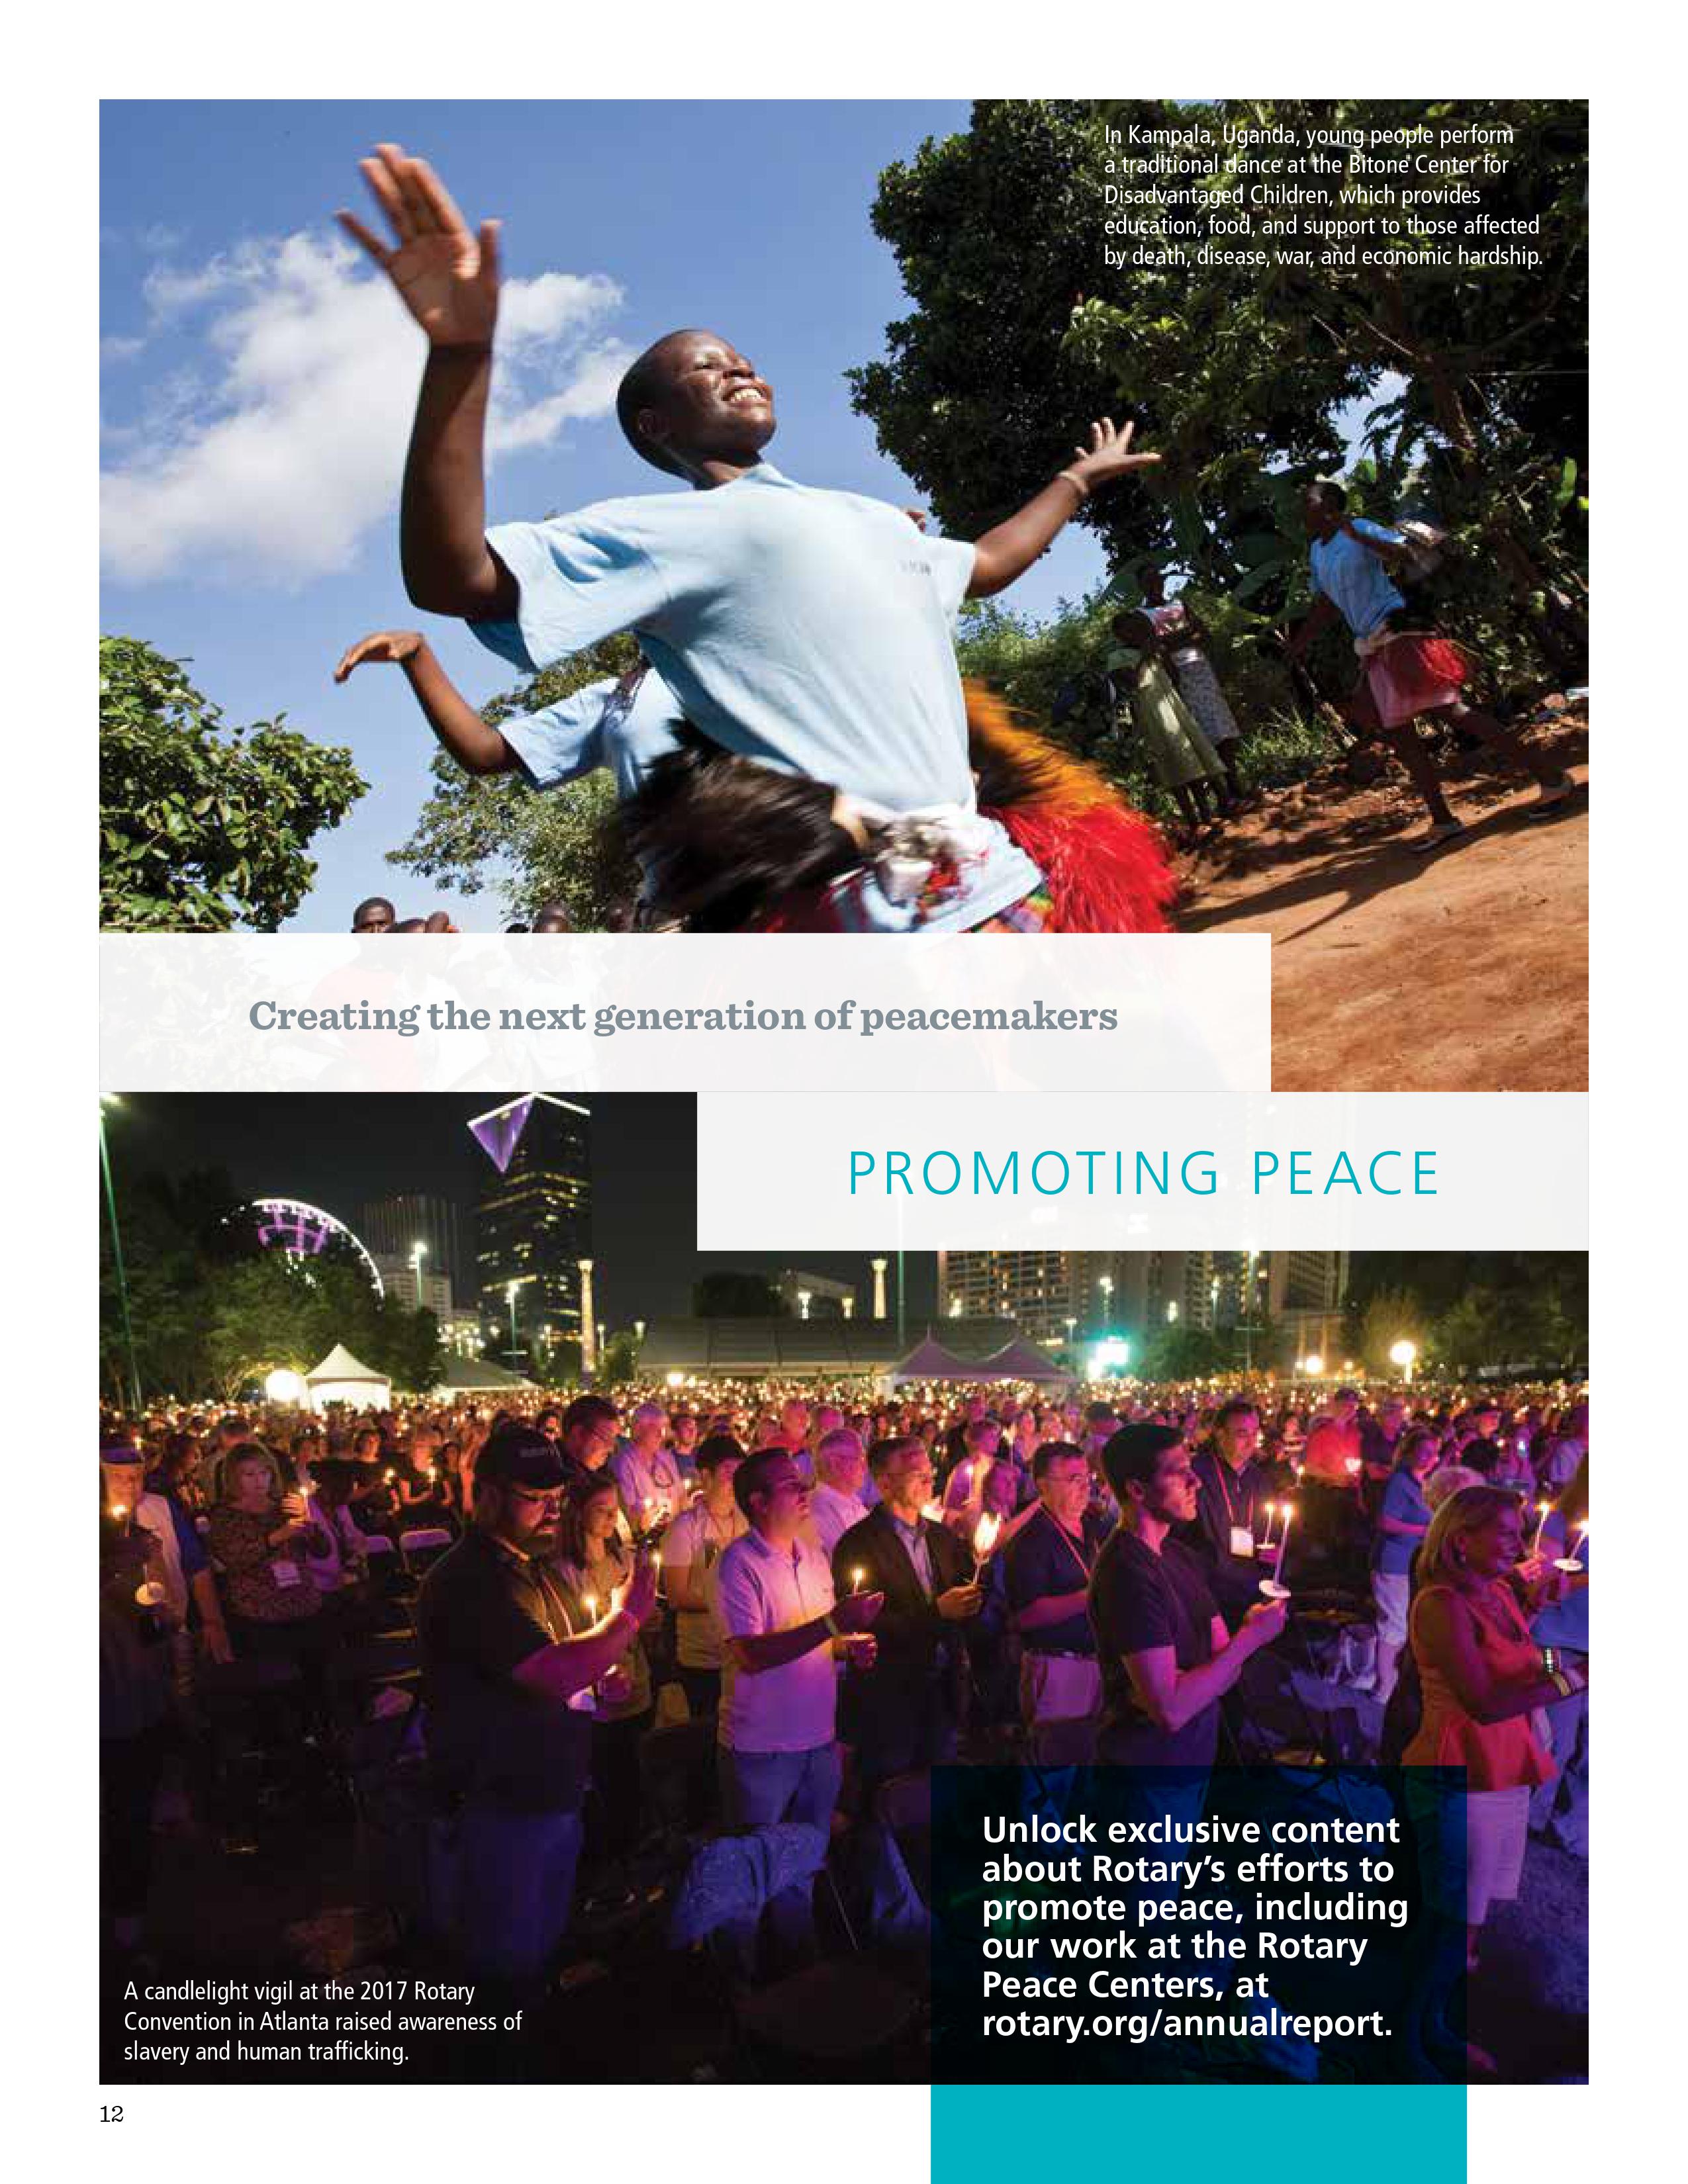 In Kampala, Uganda, young people perform
a traditional dance at the Bitone Center for
Disadvantaged Children, which provides
education, food, and support to those affected
by death, disease, war, and economic hardship.
Creating the next generation of peacemakers
PROMOTING PEACE
Unlock exclusive content
about Rotary’s efforts to
promote peace, including
our work at the Rotary
Peace Centers, at
rotary.org/annualreport.
A candlelight vigil at the 2017 Rotary
Convention in Atlanta raised awareness of
slavery and human trafficking.
12